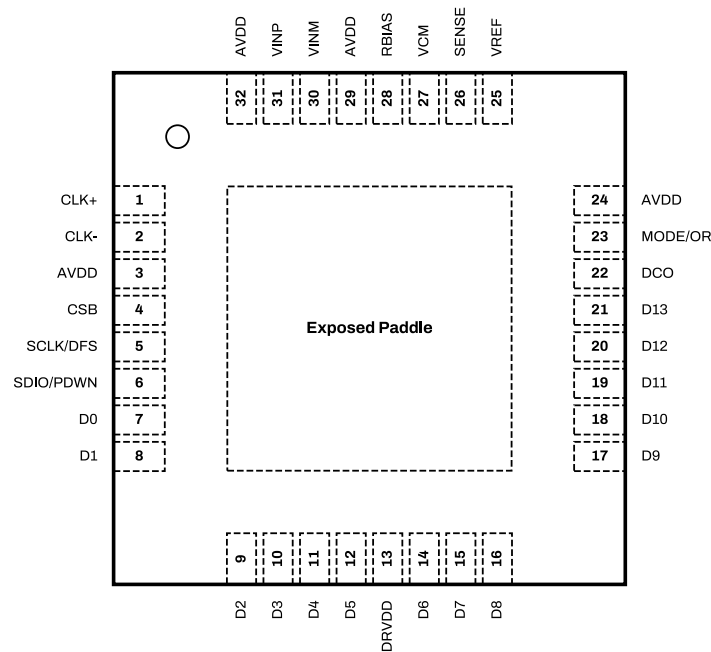 AVDD VINP VINM AVDD RBIAS VCM SENSE VREF
32 31 30 29 28 27 26 25
CLK+ 1 24 AVDD
CLK- 2 23 MODE/OR
AVDD 3 22 DCO
CSB 4 21 D13
Exposed Paddle
SCLK/DFS 5 20 D12
SDIO/PDWN 6 19 D11
D0 7 18 D10
D1 8 17 D9
9 10 11 12 13 14 15 16
D2 D3 D4 D5 DRVDD D6 D7 D8